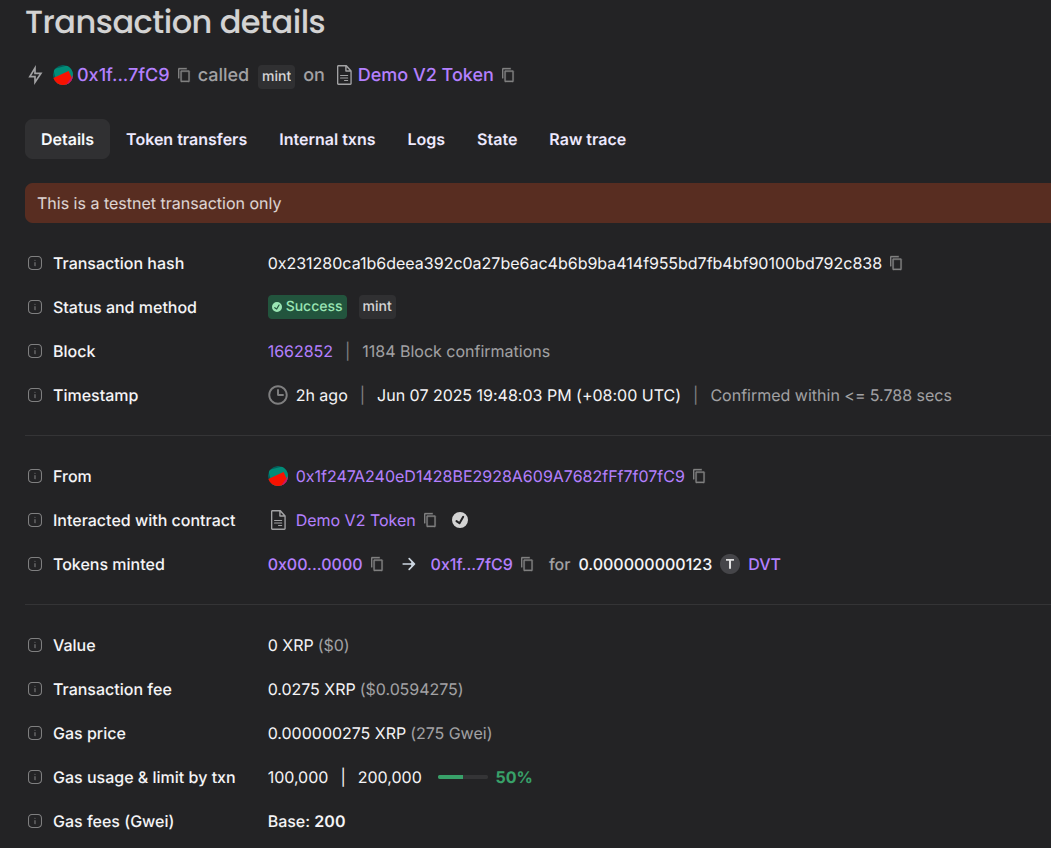 Transaction details
0x1f...7fC9 called mint on Demo V2 Token
Details Token transfers Internal txns Logs State Raw trace
This is a testnet transaction only
Transaction hash 0x231280ca1b6deea392c0a27be6ac4b6b9ba414f955bd7fb4bf90100bd792c838
Status and method Success mint
Block 1662852 | 1184 Block confirmations
Timestamp 2h ago | Jun 07 2025 19:48:03 PM (+08:00 UTC) | Confirmed within <= 5.788 secs
From 0x1f247A240eD1428BE2928A609A7682fFf7f07fC9
Interacted with contract Demo V2 Token
Tokens minted 0x00...0000 → 0x1f...7fC9 for 0.000000000123 T DVT
Value 0 XRP ($0)
Transaction fee 0.0275 XRP ($0.0594275)
Gas price 0.000000275 XRP (275 Gwei)
Gas usage & limit by txn 100,000 | 200,000 50%
Gas fees (Gwei) Base: 200